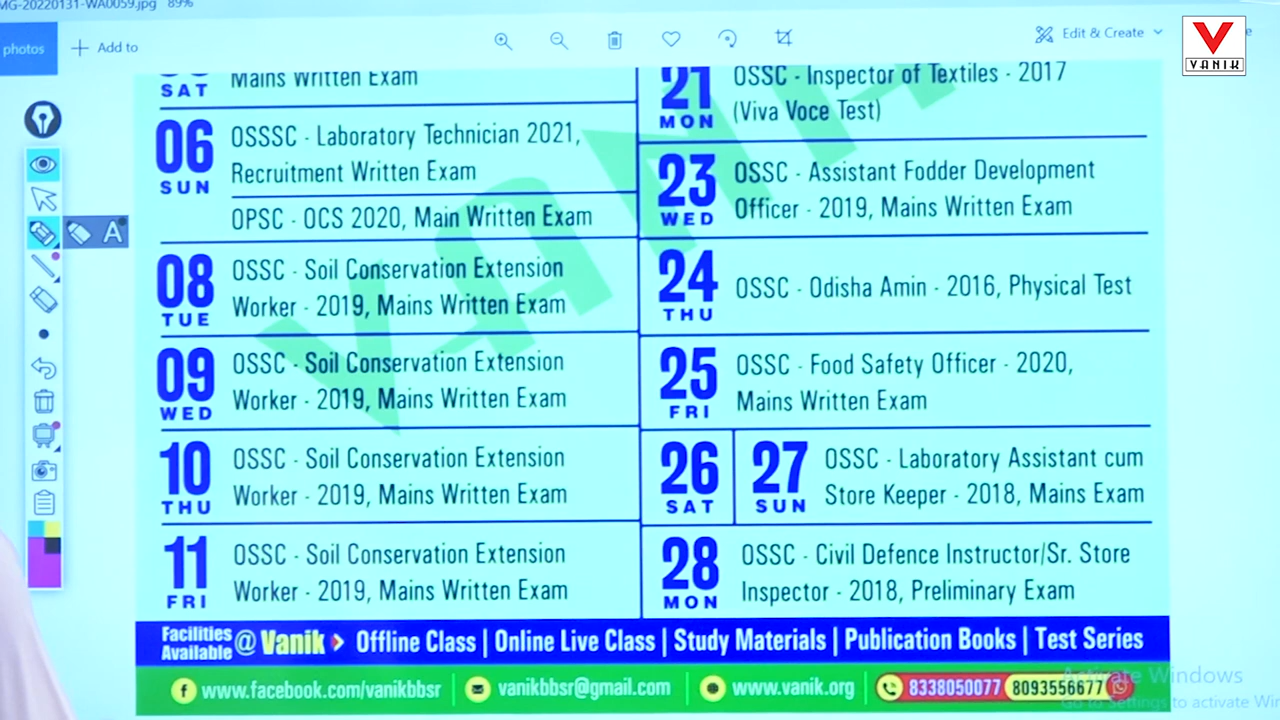 MG-20220131-WA0059.jpg 89%
photos
Add to
Edit & Create
VANIK
SAT
Mains Written Exam
06
SUN
OSSSC - Laboratory Technician 2021,
Recruitment Written Exam
OPSC - OCS 2020, Main Written Exam
08
TUE
OSSC - Soil Conservation Extension
Worker - 2019, Mains Written Exam
09
WED
OSSC - Soil Conservation Extension
Worker - 2019, Mains Written Exam
10
THU
OSSC - Soil Conservation Extension
Worker - 2019, Mains Written Exam
11
FRI
OSSC - Soil Conservation Extension
Worker - 2019, Mains Written Exam
21
MON
OSSC - Inspector of Textiles - 2017
(Viva Voce Test)
23
WED
OSSC - Assistant Fodder Development
Officer - 2019, Mains Written Exam
24
THU
OSSC - Odisha Amin - 2016, Physical Test
25
FRI
OSSC - Food Safety Officer - 2020,
Mains Written Exam
26
SAT
27
SUN
OSSC - Laboratory Assistant cum
Store Keeper - 2018, Mains Exam
28
MON
OSSC - Civil Defence Instructor/Sr. Store
Inspector - 2018, Preliminary Exam
VANIK
A
Facilities
Available @ Vanik Offline Class | Online Live Class | Study Materials | Publication Books | Test Series
www.facebook.com/vanikbbsr vanikbbsr@gmail.com www.vanik.org 8338050077 8093556677
Activate Windows
Go to Settings to activate Win